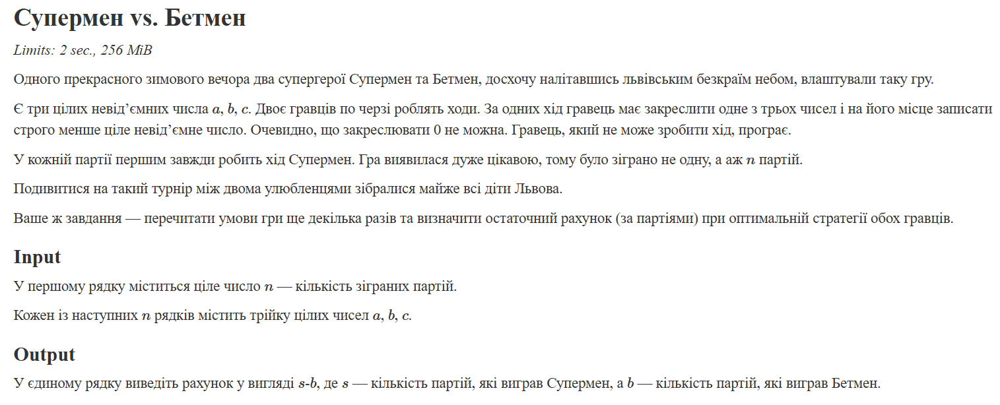 Супермен vs. Бетмен
Limits: 2 sec., 256 MiB
Одного прекрасного зимового вечора два супергерої Супермен та Бетмен, досхочу налітавшись львівським безкраїм небом, влаштували таку гру.
Є три цілих невід’ємних числа a, b, c. Двоє гравців по черзі роблять ходи. За одних хід гравець має закреслити одне з трьох чисел і на його місце записати
строго менше ціле невід’ємне число. Очевидно, що закреслювати 0 не можна. Гравець, який не може зробити хід, програє.
У кожній партії першим завжди робить хід Супермен. Гра виявилася дуже цікавою, тому було зіграно не одну, а аж n партій.
Подивитися на такий турнір між двома улюбленцями зібралися майже всі діти Львова.
Ваше ж завдання — перечитати умови гри ще декілька разів та визначити остаточний рахунок (за партіями) при оптимальній стратегії обох гравців.
Input
У першому рядку міститься ціле число n — кількість зіграних партій.
Кожен із наступних n рядків містить трійку цілих чисел a, b, c.
Output
У єдиному рядку виведіть рахунок у вигляді s-b, де s — кількість партій, які виграв Супермен, а b — кількість партій, які виграв Бетмен.